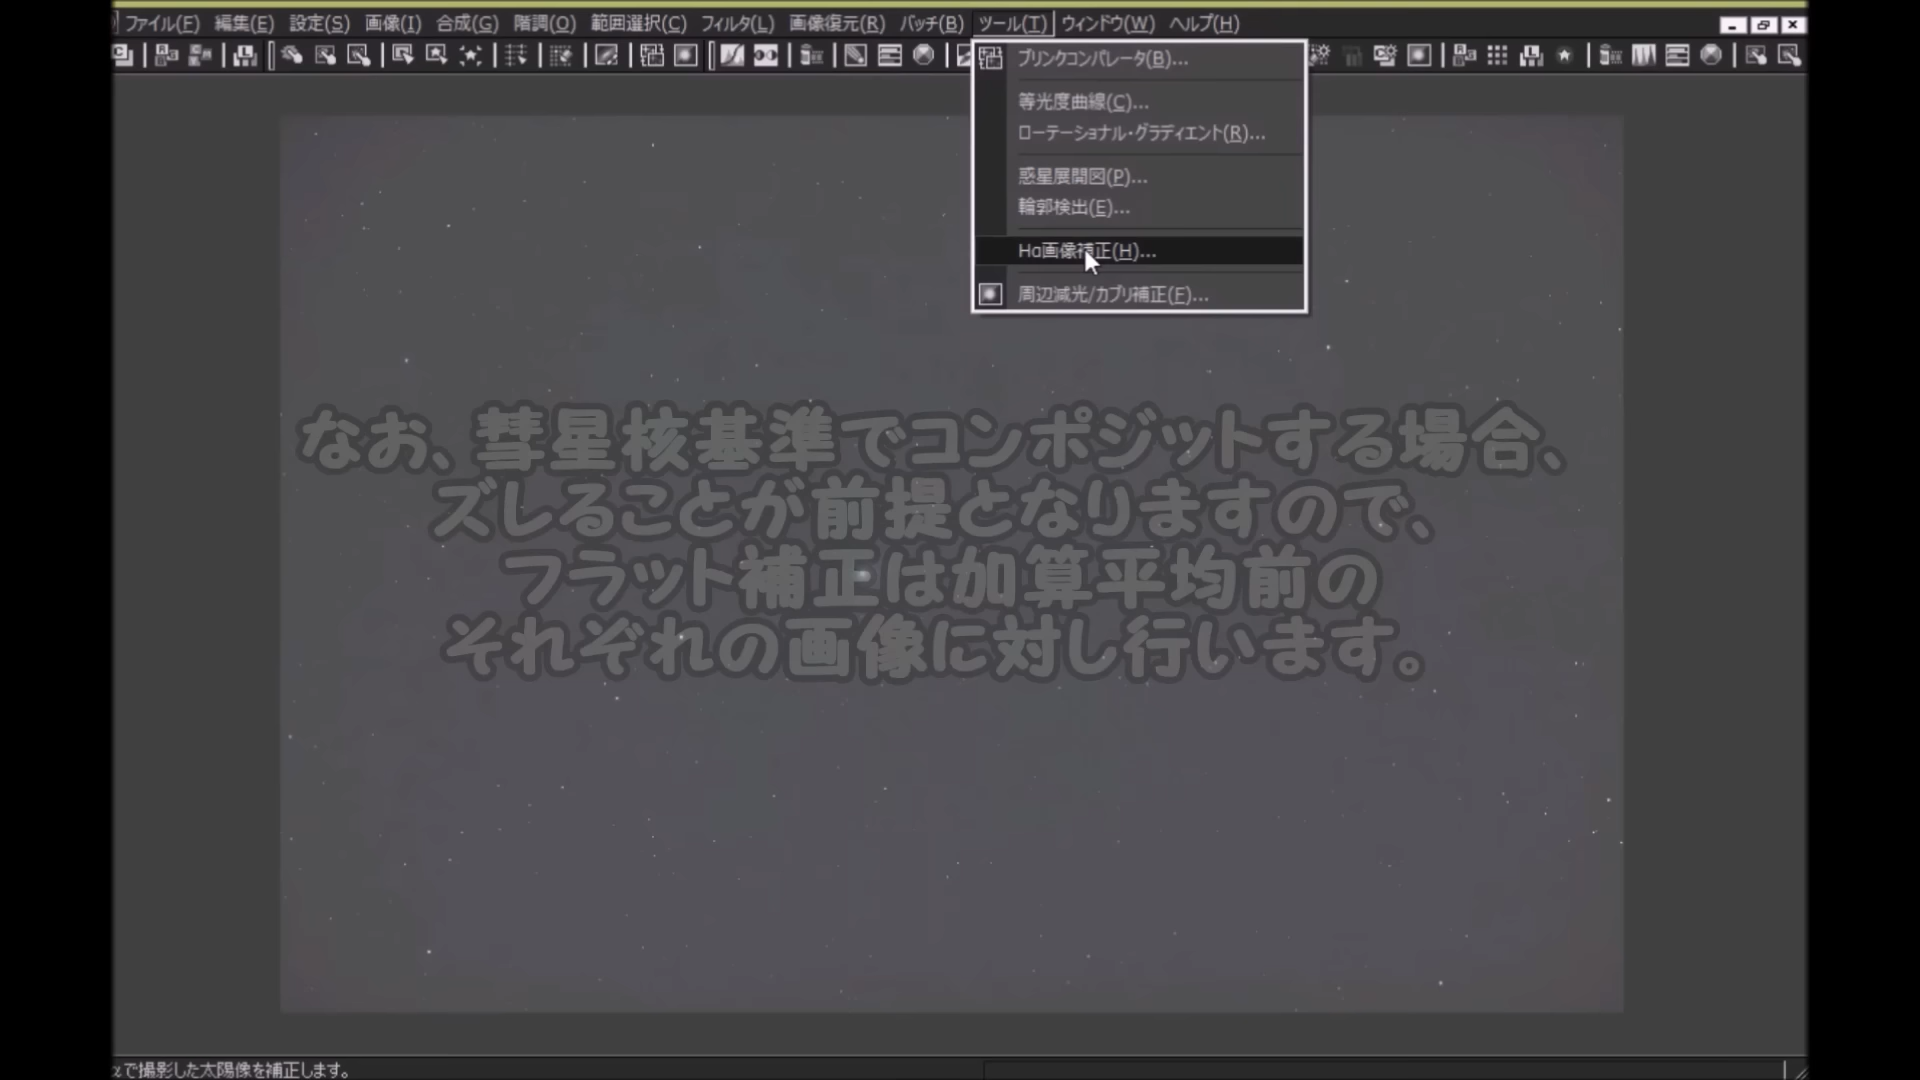 ファイル(F) 編集(E) 設定(S) 画像(I) 合成(G) 階調(O) 範囲選択(C) フィルタ(L) 画像復元(R) バッチ(B) ツール(T) ウィンドウ(W) ヘルプ(H)
ブリンクコンパレータ(B)...
等光度曲線(C)...
ローテーショナル・グラディエント(R)...
惑星展開図(P)...
輪郭検出(E)...
Hα画像補正(H)...
周辺減光/カブリ補正(F)...
なお、彗星核基準でコンポジットする場合、
ズレることが前提となりますので、
フラット補正は加算平均前の
それぞれの画像に対し行います。
αで撮影した太陽像を補正します。